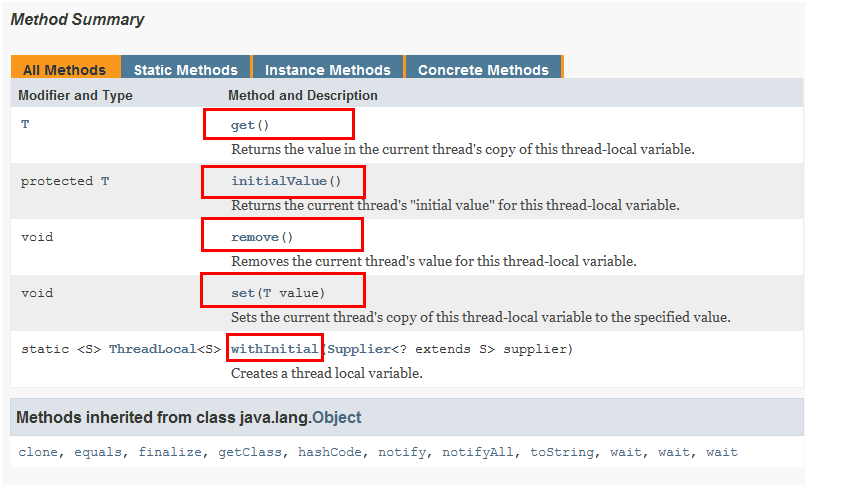 Method Summary
All Methods Static Methods Instance Methods Concrete Methods
Modifier and Type Method and Description
T get()
Returns the value in the current thread's copy of this thread-local variable.
protected T initialValue()
Returns the current thread's "initial value" for this thread-local variable.
void remove()
Removes the current thread's value for this thread-local variable.
void set(T value)
Sets the current thread's copy of this thread-local variable to the specified value.
static <S> ThreadLocal<S> withInitial(Supplier<? extends S> supplier)
Creates a thread local variable.
Methods inherited from class java.lang.Object
clone, equals, finalize, getClass, hashCode, notify, notifyAll, toString, wait, wait, wait